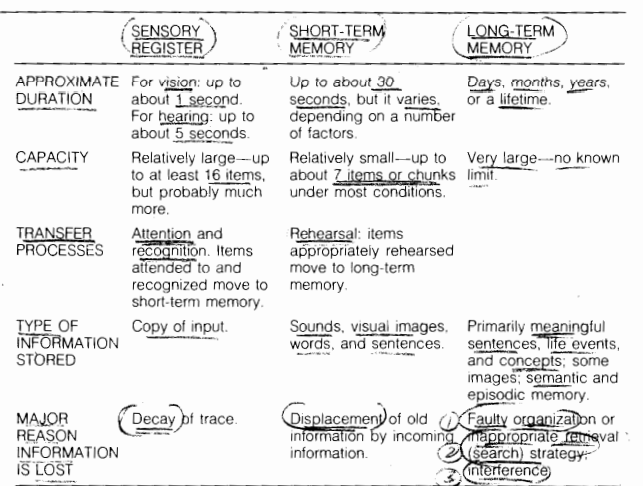 SENSORY REGISTER
SHORT-TERM MEMORY
LONG-TERM MEMORY
APPROXIMATE DURATION
For vision: up to
about 1 second.
For hearing: up to
about 5 seconds.
Up to about 30
seconds, but it varies,
depending on a number
of factors.
Days, months, years,
or a lifetime.
CAPACITY
Relatively large—up
to at least 16 items,
but probably much
more.
Relatively small—up to
about 7 items or chunks
under most conditions.
Very large—no known
limit.
TRANSFER
PROCESSES
Attention and
recognition. Items
attended to and
recognized move to
short-term memory.
Rehearsal: items
appropriately rehearsed
move to long-term
memory.
TYPE OF
INFORMATION
STORED
Copy of input.
Sounds, visual images,
words, and sentences.
Primarily meaningful
sentences, life events,
and concepts; some
images; semantic and
episodic memory.
MAJOR
REASON
INFORMATION
IS LOST
Decay of trace.
Displacement of old
information by incoming
information.
1 Faulty organization or
inappropriate retrieval
2 (search) strategy;
3 interference